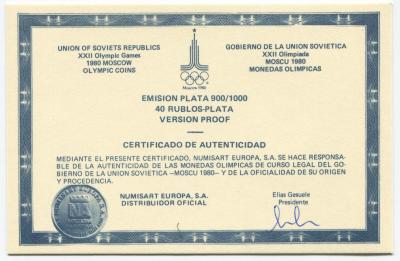 UNION OF SOVIETS REPUBLICS
XXII Olympic Games
1980 MOSCOW
OLYMPIC COINS
Moscow 1980
GOBIERNO DE LA UNION SOVIETICA
XXII Olimpiada
MOSCU 1980
MONEDAS OLIMPICAS
EMISION PLATA 900/1000
40 RUBLOS-PLATA
VERSION PROOF
CERTIFICADO DE AUTENTICIDAD
MEDIANTE EL PRESENTE CERTIFICADO, NUMISART EUROPA, S.A. SE HACE RESPONSA-
BLE DE LA AUTENTICIDAD DE LAS MONEDAS OLIMPICAS DE CURSO LEGAL DEL GO-
BIERNO DE LA UNION SOVIETICA –MOSCU 1980– Y DE LA OFICIALIDAD DE SU ORIGEN
Y PROCEDENCIA.
NUMISART EUROPA, S.A.
DISTRIBUIDOR OFICIAL
Elías Gesuele
Presidente